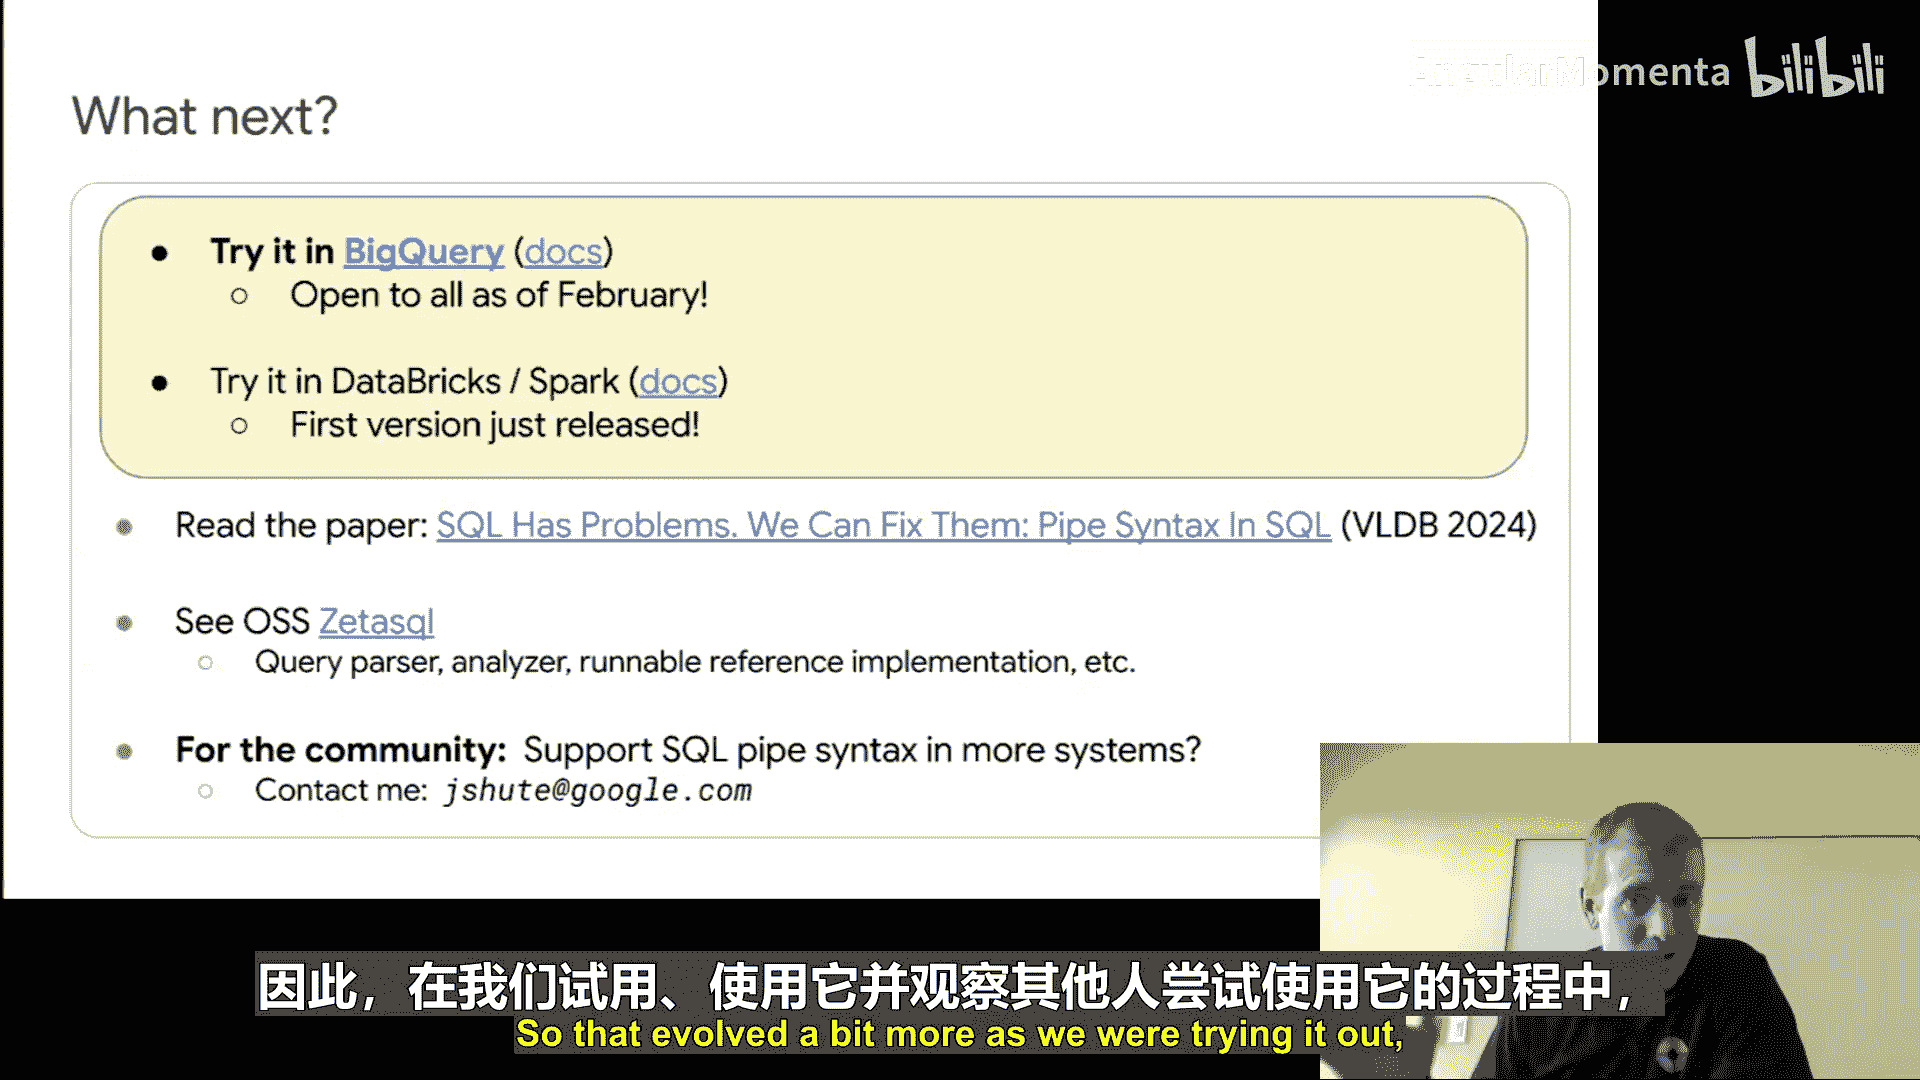 AngularMomenta bilibili
What next?
● Try it in BigQuery (docs)
○ Open to all as of February!
● Try it in DataBricks / Spark (docs)
○ First version just released!
● Read the paper: SQL Has Problems. We Can Fix Them: Pipe Syntax In SQL (VLDB 2024)
● See OSS Zetasql
○ Query parser, analyzer, runnable reference implementation, etc.
● For the community: Support SQL pipe syntax in more systems?
○ Contact me: jshute@google.com
因此，在我们试用、使用它并观察其他人尝试使用它的过程中，
So that evolved a bit more as we were trying it out,